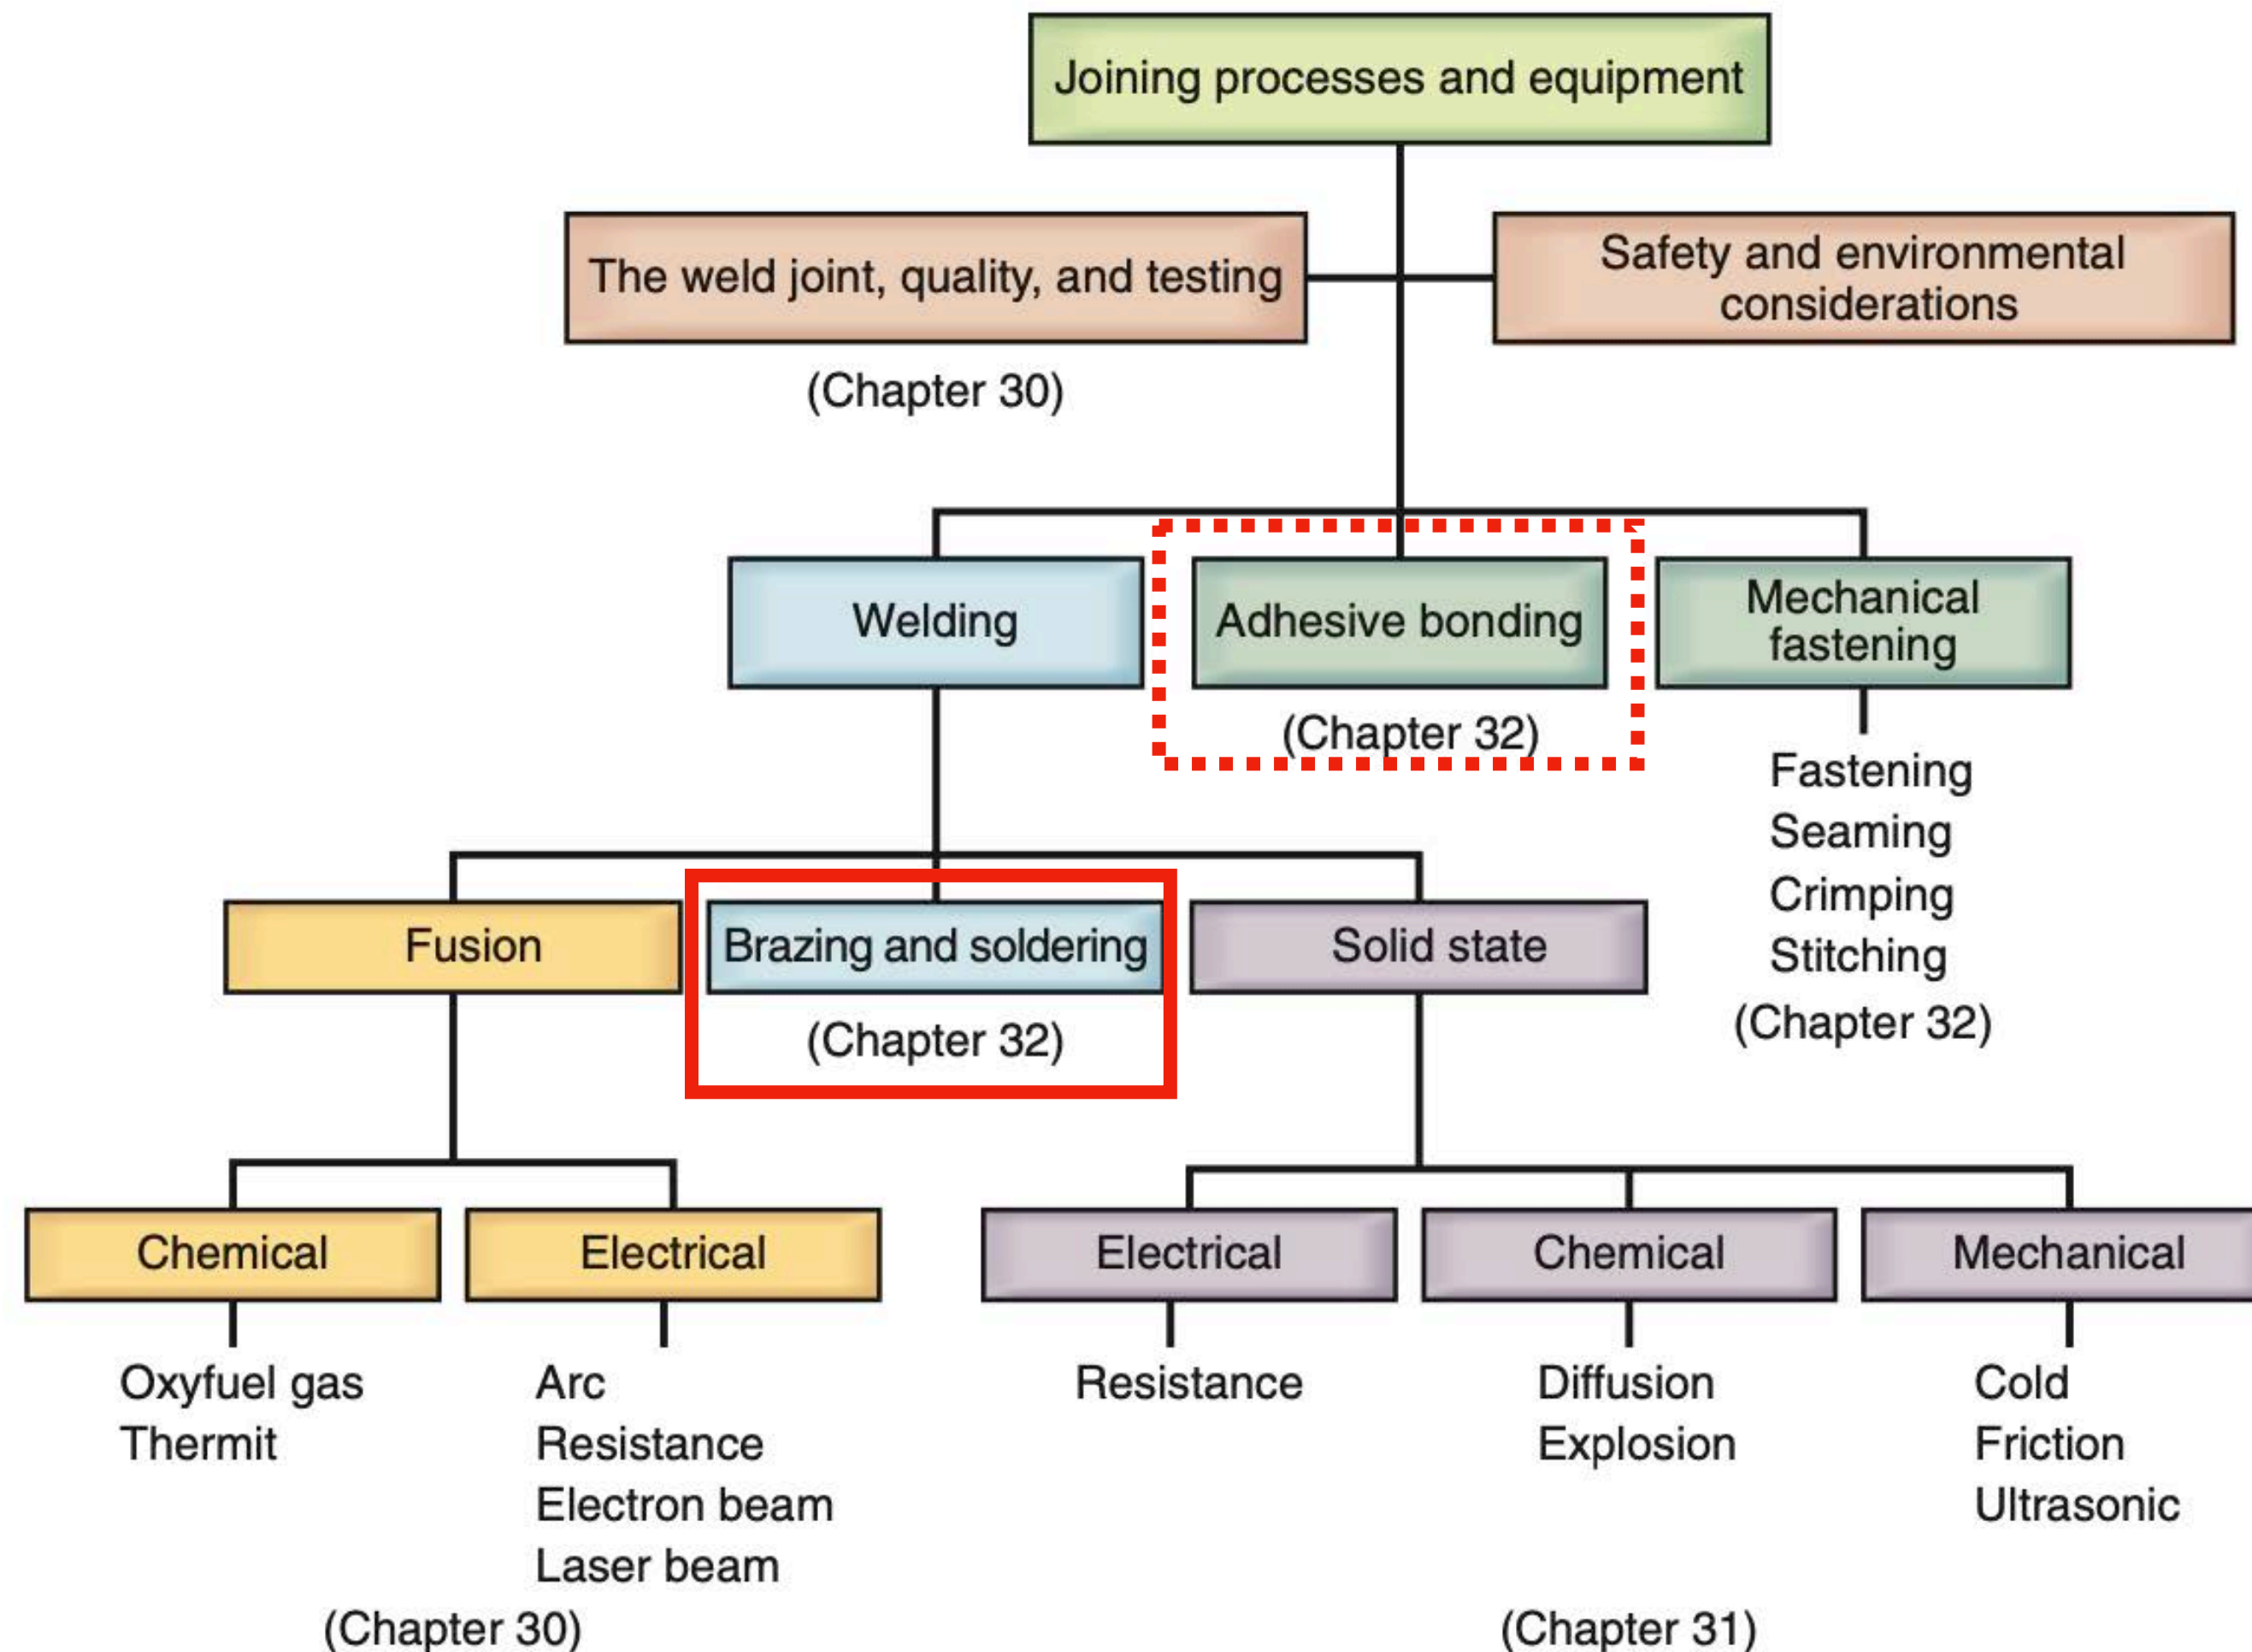 Joining processes and equipment
The weld joint, quality, and testing
(Chapter 30)
Safety and environmental
considerations
Welding
Adhesive bonding
(Chapter 32)
Mechanical
fastening
Fastening
Seaming
Crimping
Stitching
(Chapter 32)
Fusion
Brazing and soldering
(Chapter 32)
Solid state
Chemical
Oxyfuel gas
Thermit
Electrical
Arc
Resistance
Electron beam
Laser beam
(Chapter 30)
Electrical
Resistance
Chemical
Diffusion
Explosion
Mechanical
Cold
Friction
Ultrasonic
(Chapter 31)